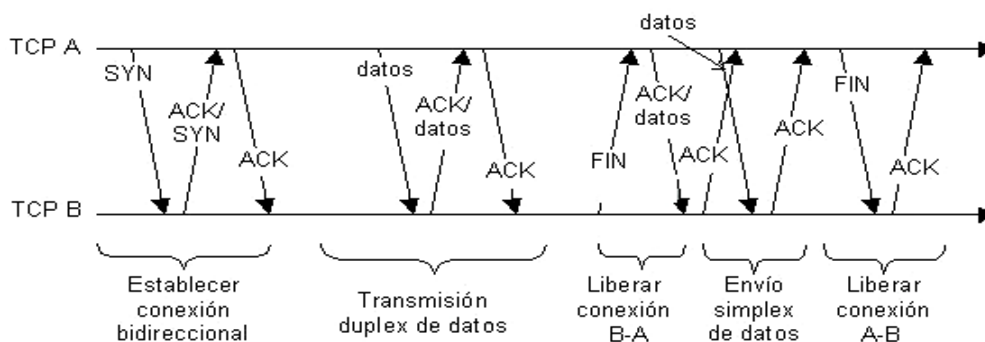 datos
TCP A
SYN
ACK/
SYN
ACK
datos
ACK/
datos
ACK
FIN
ACK/
datos
ACK
ACK
FIN
ACK
TCP B
Establecer
conexión
bidireccional
Transmisión
duplex de datos
Liberar
conexión
B-A
Envío
simplex
de datos
Liberar
conexión
A-B